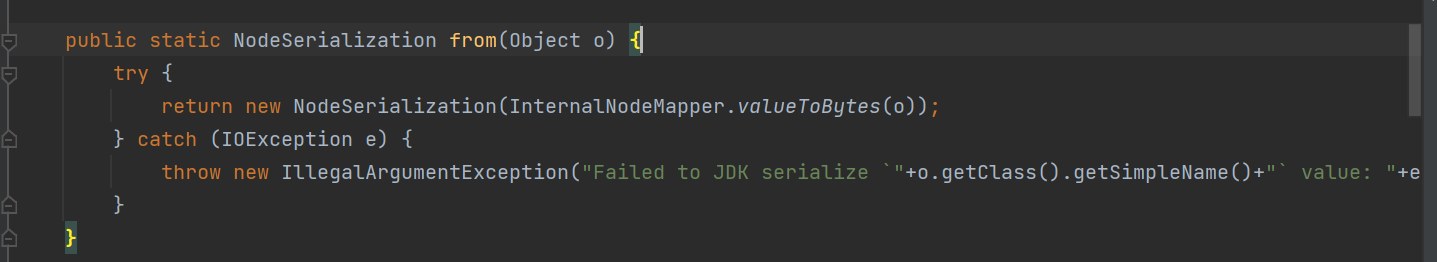 public static NodeSerialization from(Object o) {
try {
return new NodeSerialization(InternalNodeMapper.valueToBytes(o));
} catch (IOException e) {
throw new IllegalArgumentException("Failed to JDK serialize `"+o.getClass().getSimpleName()+"` value: "+e
}
}